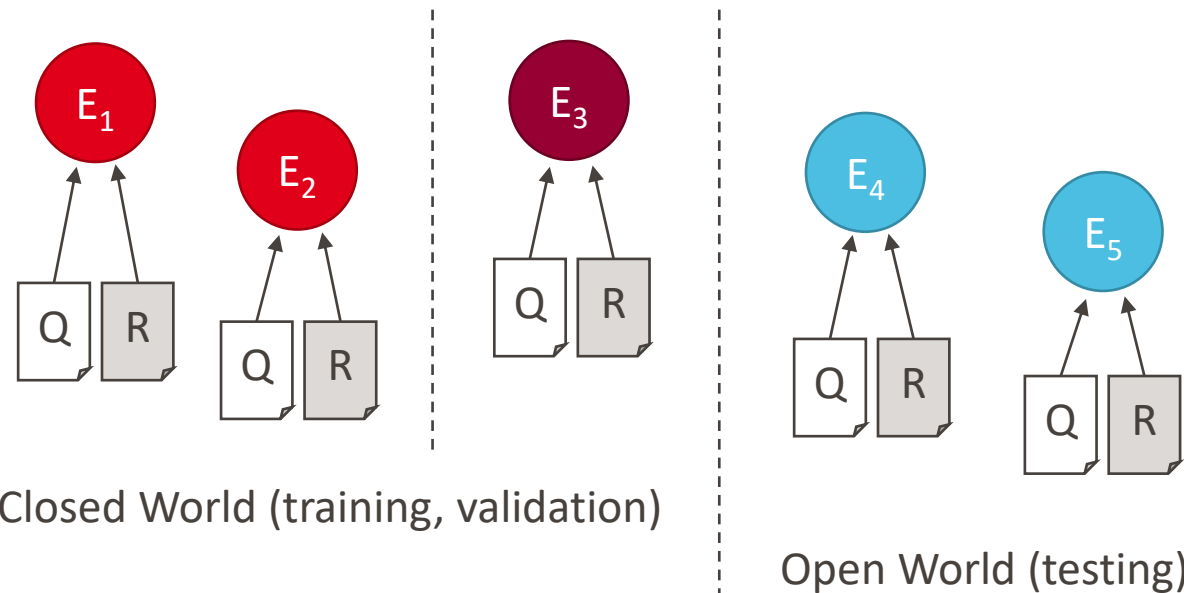 E₁
E₂
E₃
E₄
E₅
Q R
Q R
Q R
Q R
Q R
Closed World (training, validation)
Open World (testing)